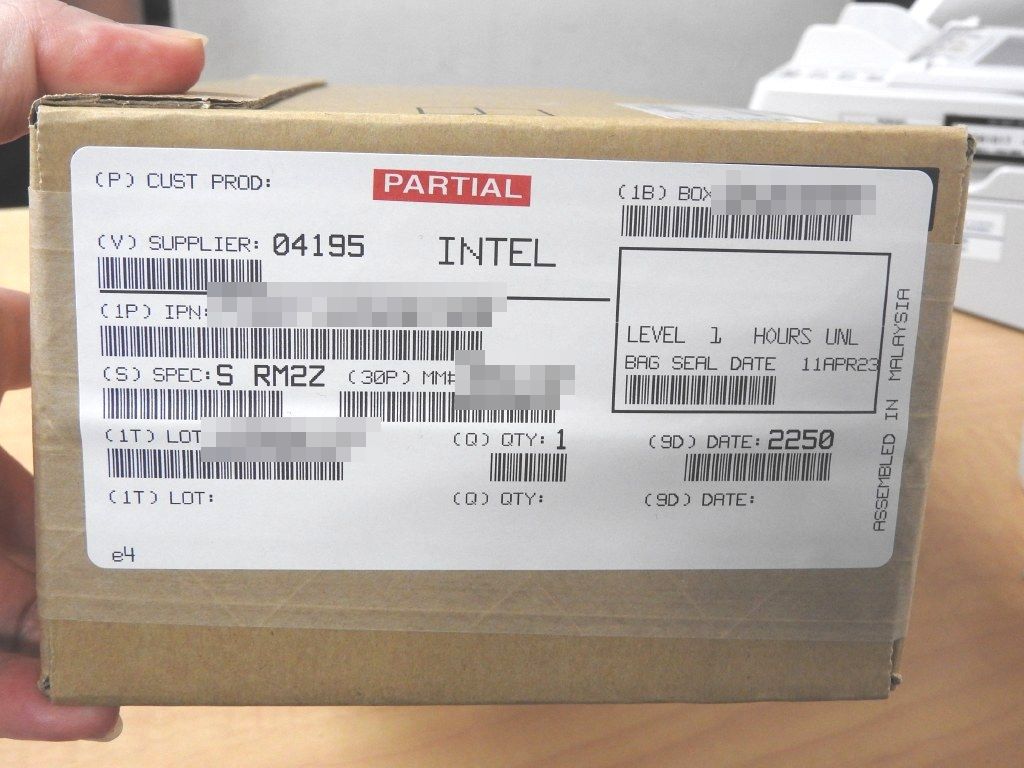 (P) CUST PROD:
PARTIAL
(1B) BOX
(V) SUPPLIER: 04195
INTEL
(1P) IPN:
LEVEL 1 HOURS UNL
BAG SEAL DATE 11APR23
(S) SPEC: S RM2Z (30P) MM#
(1T) LOT
(Q) QTY: 1
(9D) DATE: 2250
(1T) LOT:
(Q) QTY:
(9D) DATE:
e4
ASSEMBLED IN MALAYSIA